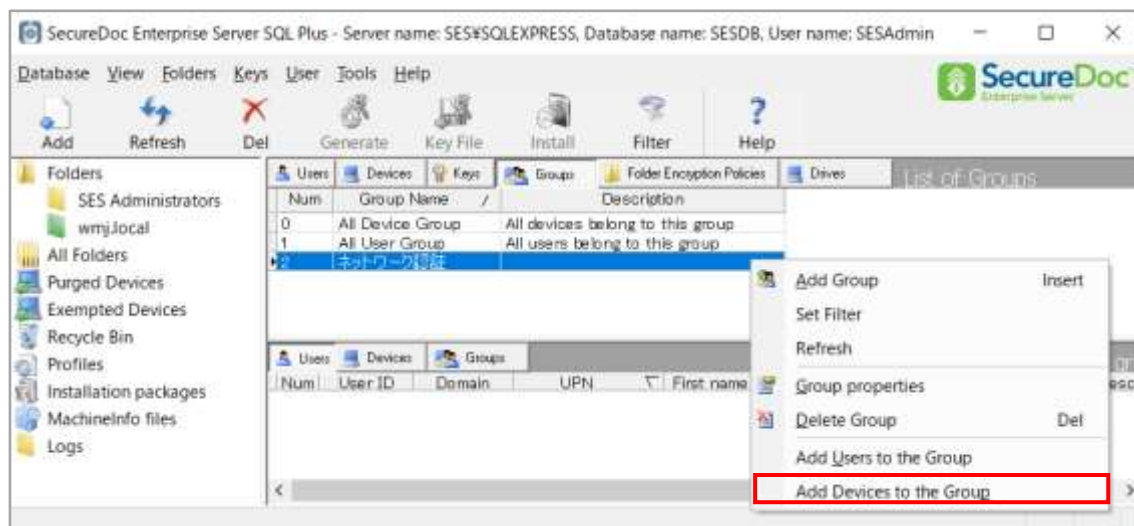 SecureDoc Enterprise Server SQL Plus - Server name: SES¥SQLEXPRESS, Database name: SESDB, User name: SESAdmin
Database View Folders Keys User Tools Help
SecureDoc
Enterprise Server
Add Refresh Del Generate Key File Install Filter Help
Folders
SES Administrators
wmj.local
All Folders
Purged Devices
Exempted Devices
Recycle Bin
Profiles
Installation packages
MachineInfo files
Logs
Users Devices Keys Groups Folder Encryption Policies Drives List of Groups
Num Group Name / Description
0 All Device Group All devices belong to this group
1 All User Group All users belong to this group
2 ネットワーク認証
Add Group Insert
Set Filter
Refresh
Group properties
Delete Group Del
Add Users to the Group
Add Devices to the Group
Users Devices Groups
Num User ID Domain UPN First name